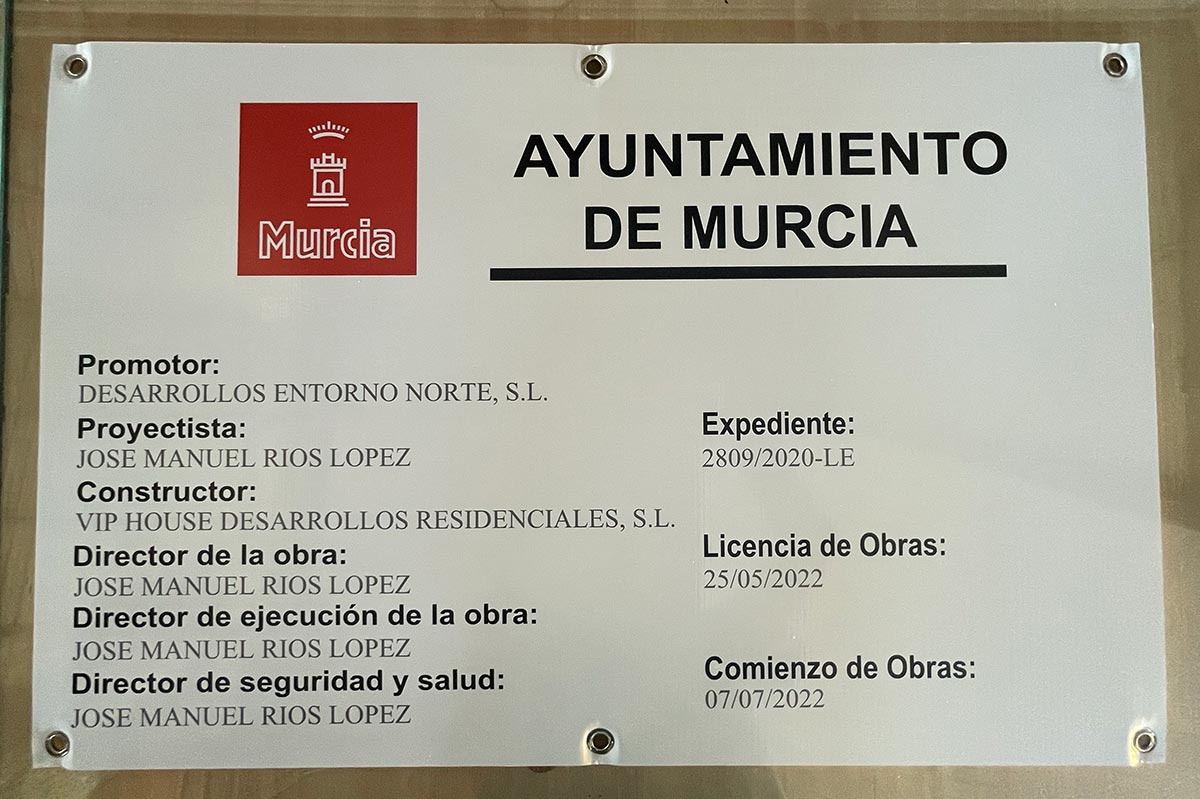 Murcia
AYUNTAMIENTO
DE MURCIA
Promotor:
DESARROLLOS ENTORNO NORTE, S.L.
Proyectista:
JOSE MANUEL RIOS LOPEZ
Constructor:
VIP HOUSE DESARROLLOS RESIDENCIALES, S.L.
Director de la obra:
JOSE MANUEL RIOS LOPEZ
Director de ejecución de la obra:
JOSE MANUEL RIOS LOPEZ
Director de seguridad y salud:
JOSE MANUEL RIOS LOPEZ
Expediente:
2809/2020-LE
Licencia de Obras:
25/05/2022
Comienzo de Obras:
07/07/2022